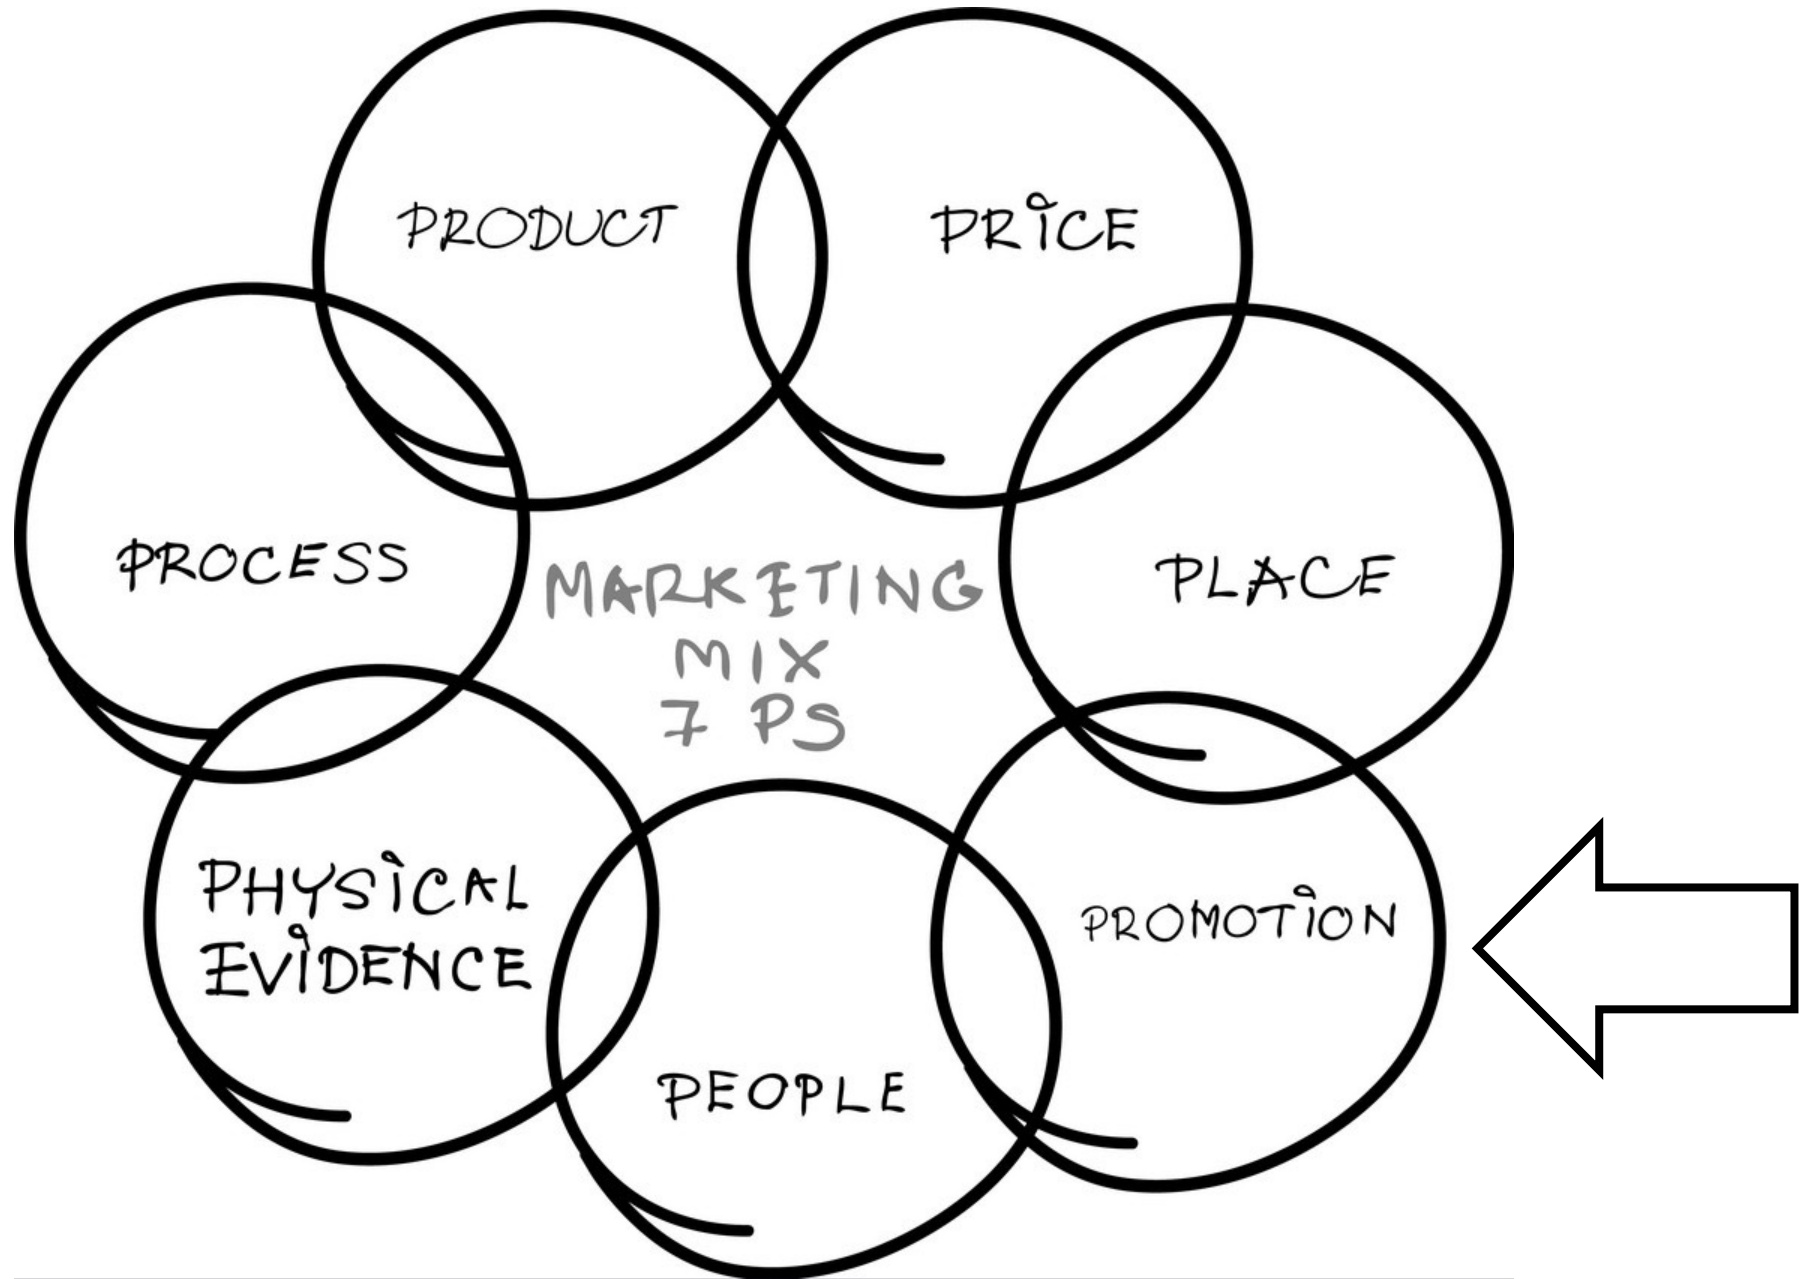 PRODUCT
PRICE
PROCESS
MARKETING
MIX
7 PS
PLACE
PHYSICAL
EVIDENCE
PROMOTION
PEOPLE